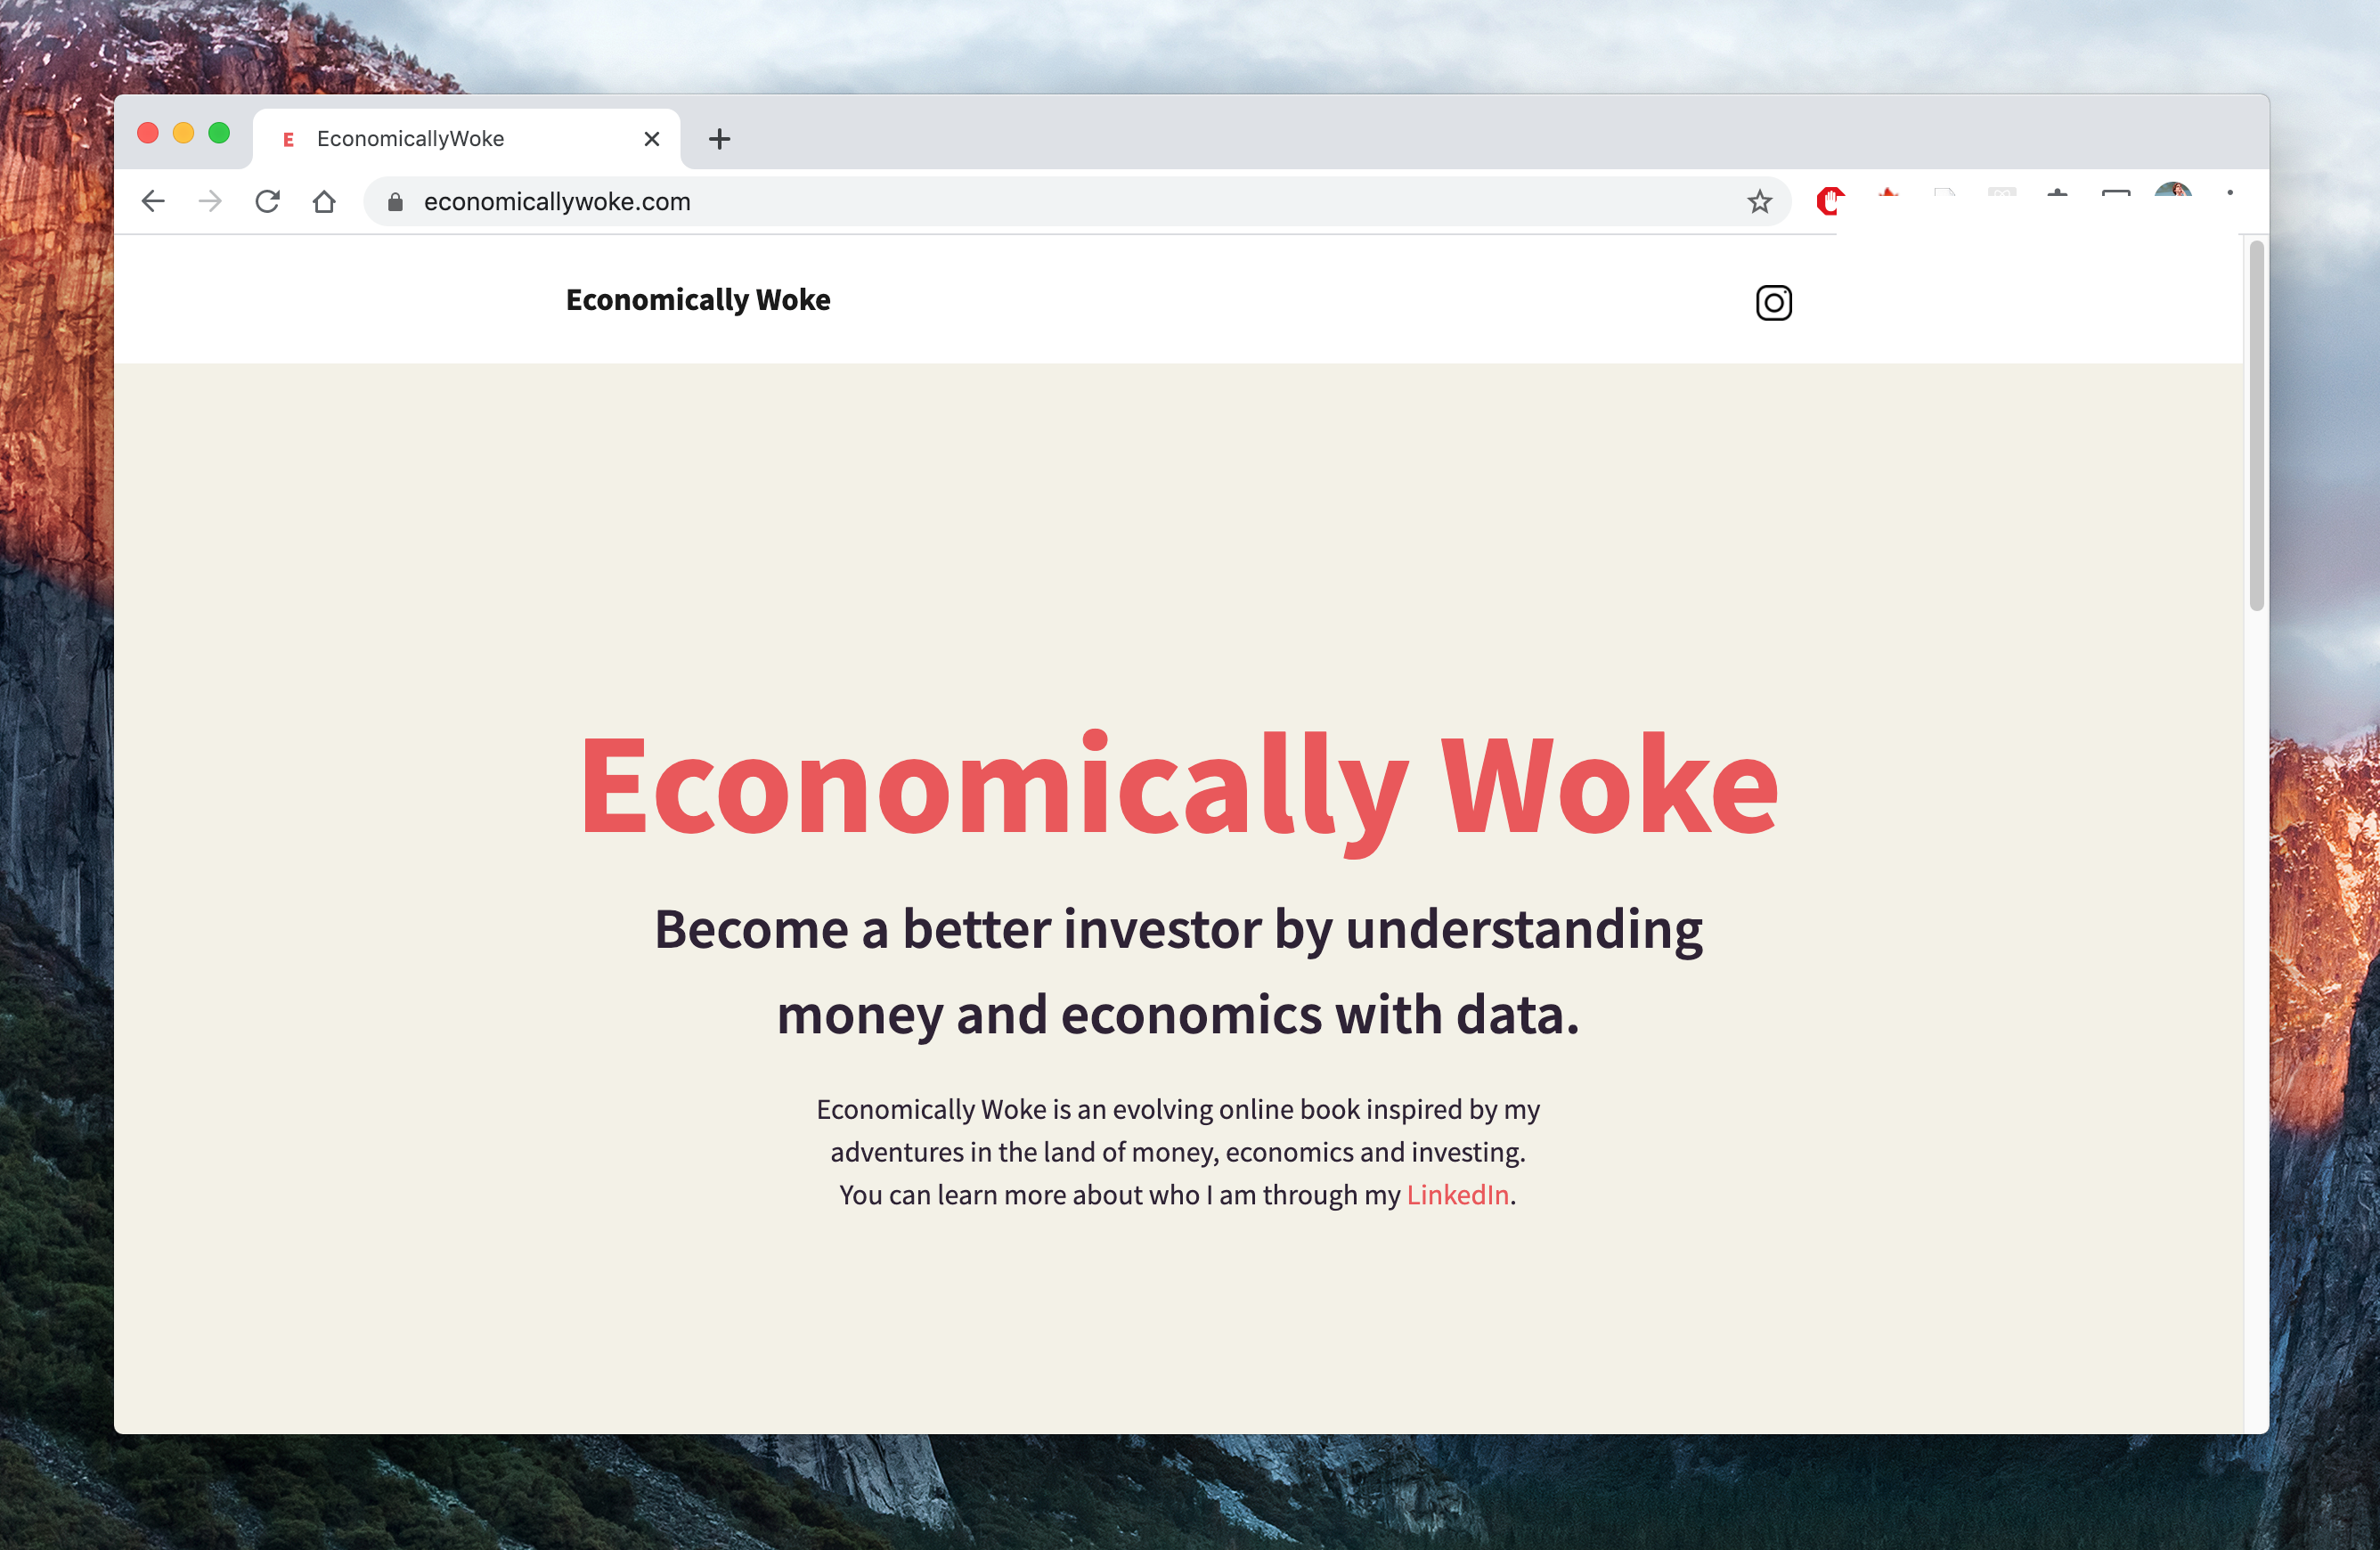 E EconomicallyWoke
economicallywoke.com
Economically Woke
Economically Woke
Become a better investor by understanding
money and economics with data.
Economically Woke is an evolving online book inspired by my
adventures in the land of money, economics and investing.
You can learn more about who I am through my LinkedIn.